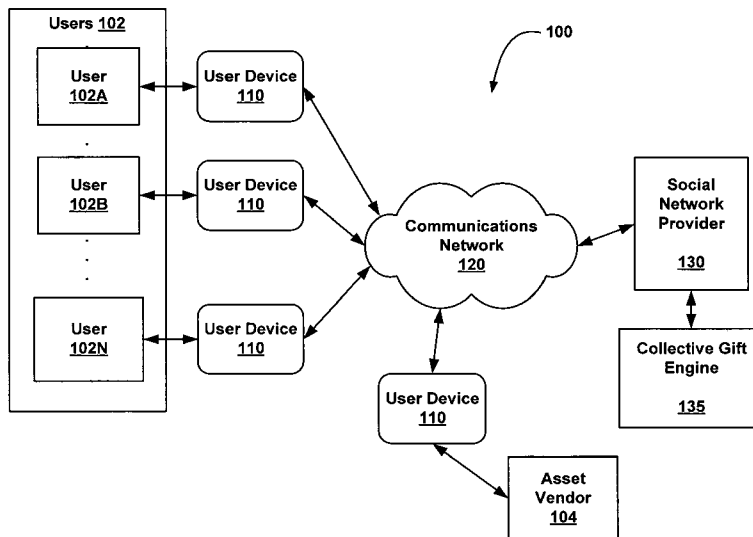 Users 102
User
102A
User Device
110
User
102B
User Device
110
User
102N
User Device
110
100
Communications
Network
120
Social
Network
Provider
130
Collective Gift
Engine
135
User Device
110
Asset
Vendor
104